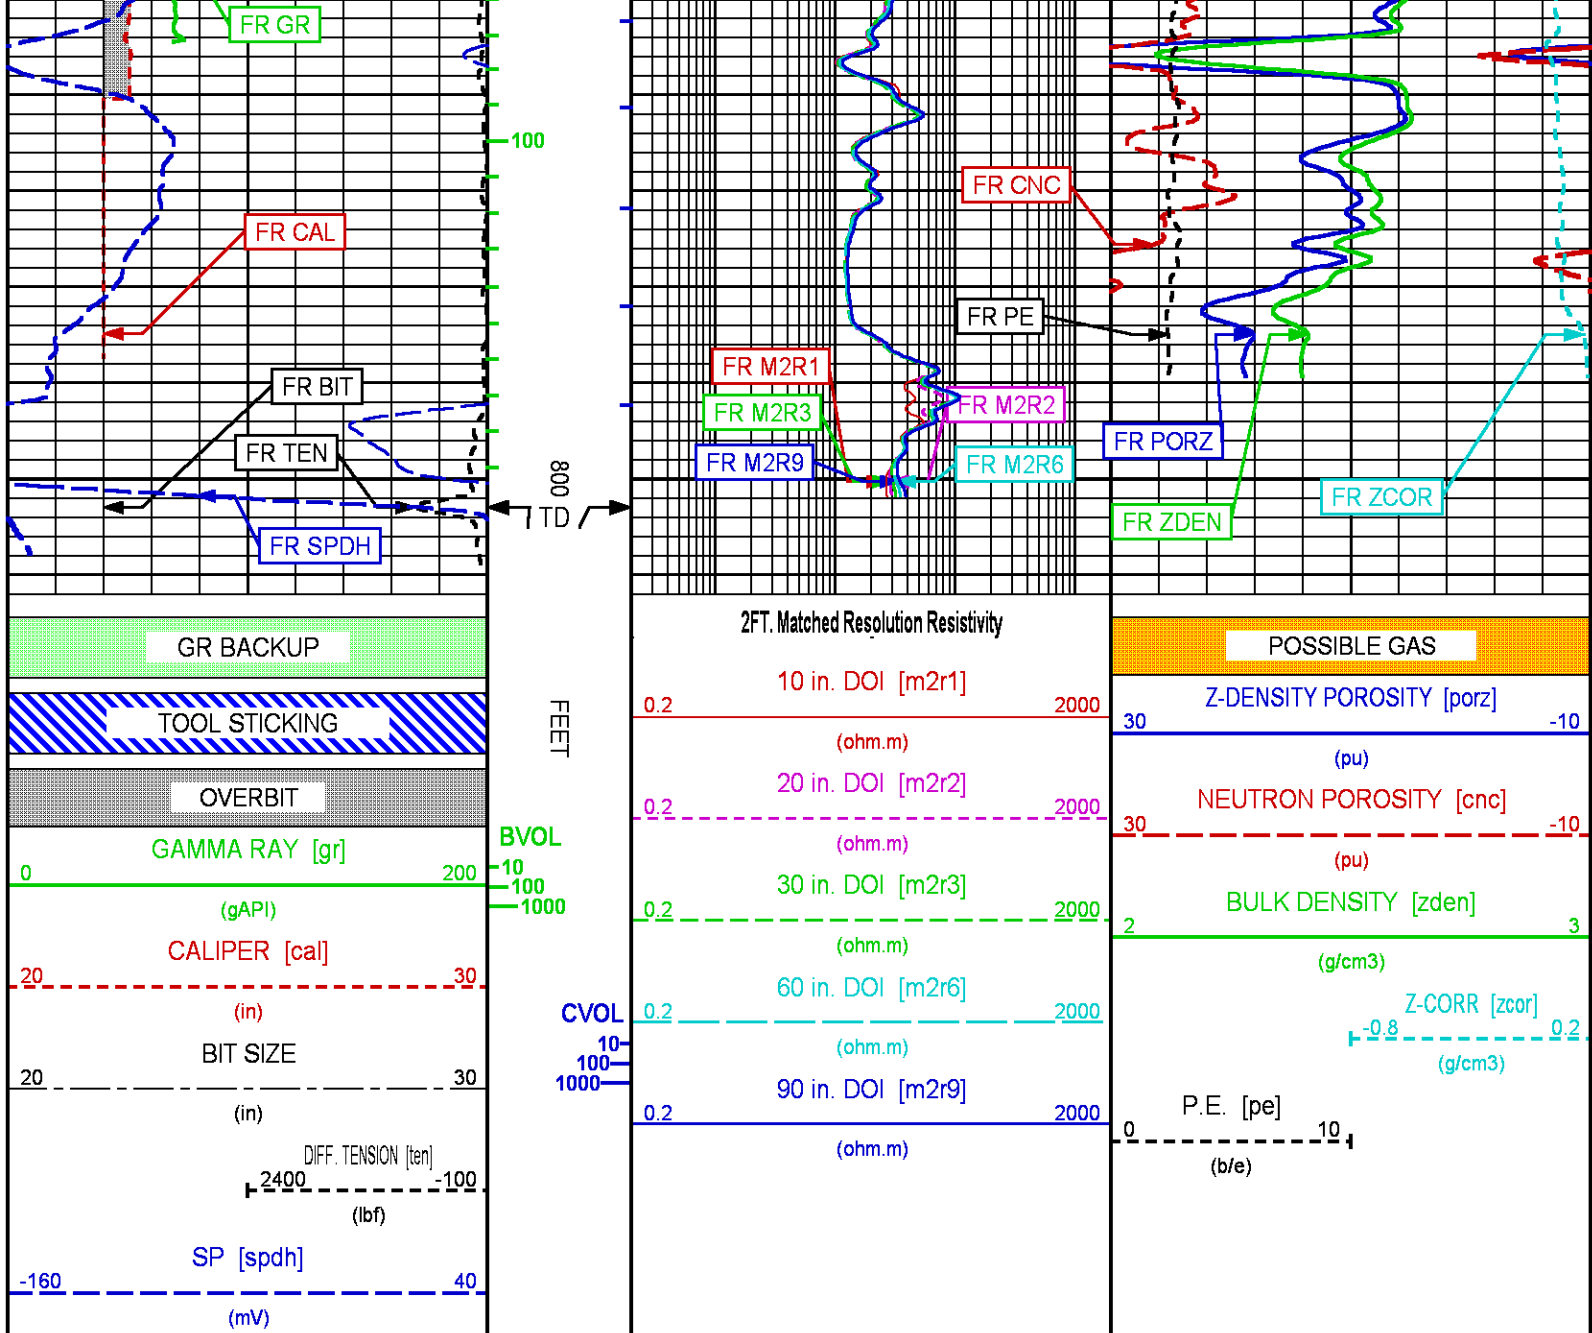 FR GR
100
FR CNC
FR CAL
FR PE
FR M2R1
FR BIT
FR M2R3
FR M2R2
FR PORZ
FR TEN
FR M2R9
FR M2R6
800
TD
FR ZCOR
FR ZDEN
FR SPDH
GR BACKUP
TOOL STICKING
OVERBIT
GAMMA RAY [gr]
0 200
(gAPI)
CALIPER [cal]
20 30
(in)
BIT SIZE
20 30
(in)
DIFF. TENSION [ten]
2400 -100
(lbf)
SP [spdh]
-160 40
(mV)
FEET
BVOL
10
100
1000
CVOL
10
100
1000
2FT. Matched Resolution Resistivity
10 in. DOI [m2r1]
0.2 2000
(ohm.m)
20 in. DOI [m2r2]
0.2 2000
(ohm.m)
30 in. DOI [m2r3]
0.2 2000
(ohm.m)
60 in. DOI [m2r6]
0.2 2000
(ohm.m)
90 in. DOI [m2r9]
0.2 2000
(ohm.m)
POSSIBLE GAS
Z-DENSITY POROSITY [porz]
30 -10
(pu)
NEUTRON POROSITY [cnc]
30 -10
(pu)
BULK DENSITY [zden]
2 3
(g/cm3)
Z-CORR [zcor]
-0.8 0.2
(g/cm3)
P.E. [pe]
0 10
(b/e)